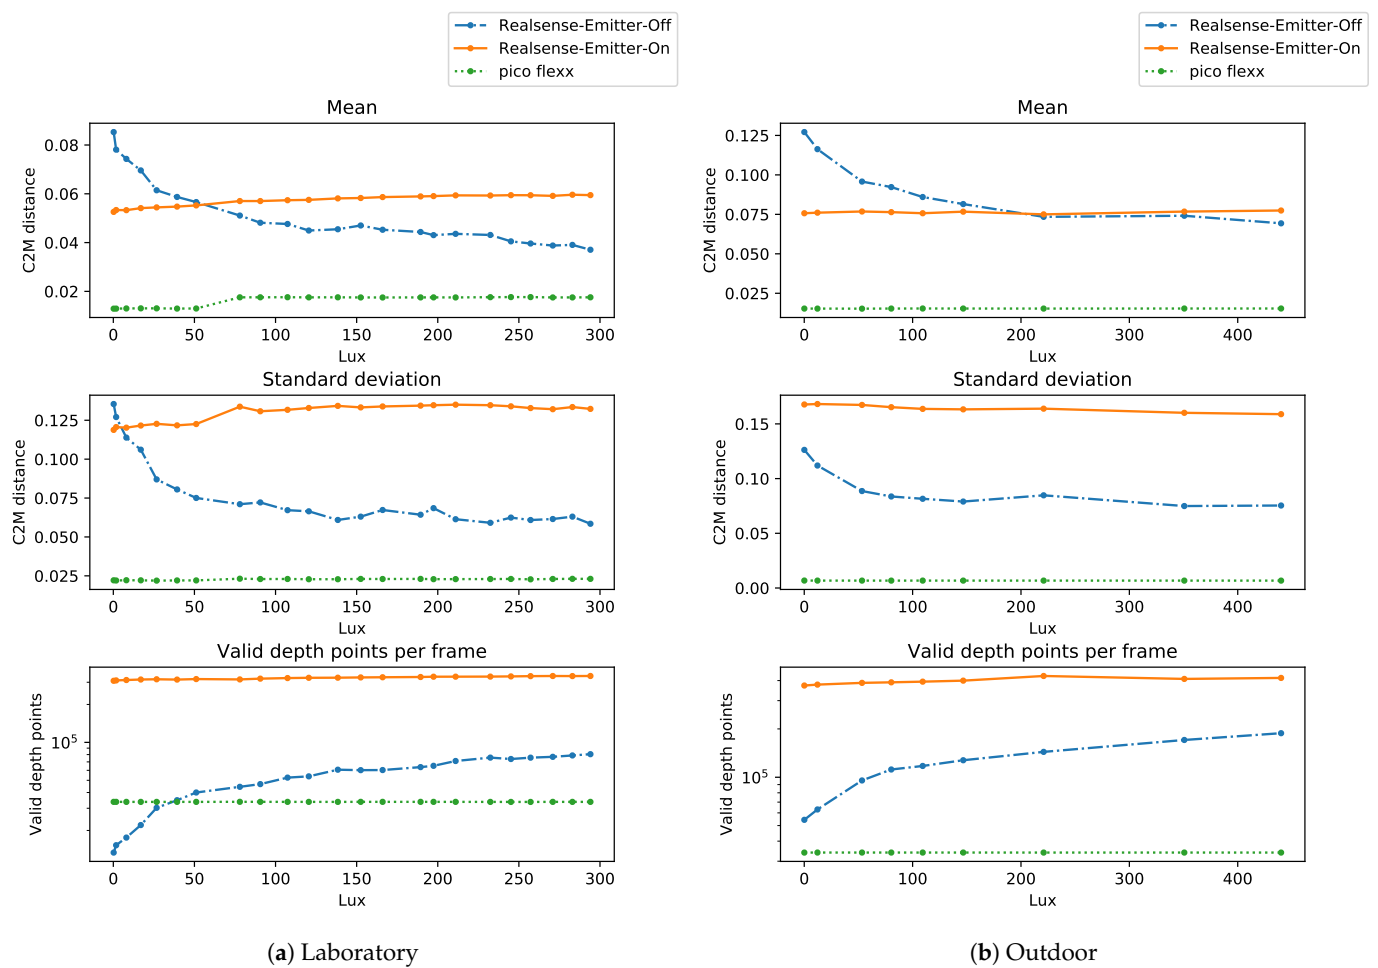 Realsense-Emitter-Off
Realsense-Emitter-On
pico flexx
Mean
0.08
0.06
0.04
0.02
C2M distance
0 50 100 150 200 250 300
Lux
Standard deviation
0.125
0.100
0.075
0.050
0.025
C2M distance
0 50 100 150 200 250 300
Lux
Valid depth points per frame
10^5
Valid depth points
0 50 100 150 200 250 300
Lux
(a) Laboratory
Realsense-Emitter-Off
Realsense-Emitter-On
pico flexx
Mean
0.125
0.100
0.075
0.050
0.025
C2M distance
0 100 200 300 400
Lux
Standard deviation
0.15
0.10
0.05
0.00
C2M distance
0 100 200 300 400
Lux
Valid depth points per frame
10^5
Valid depth points
0 100 200 300 400
Lux
(b) Outdoor